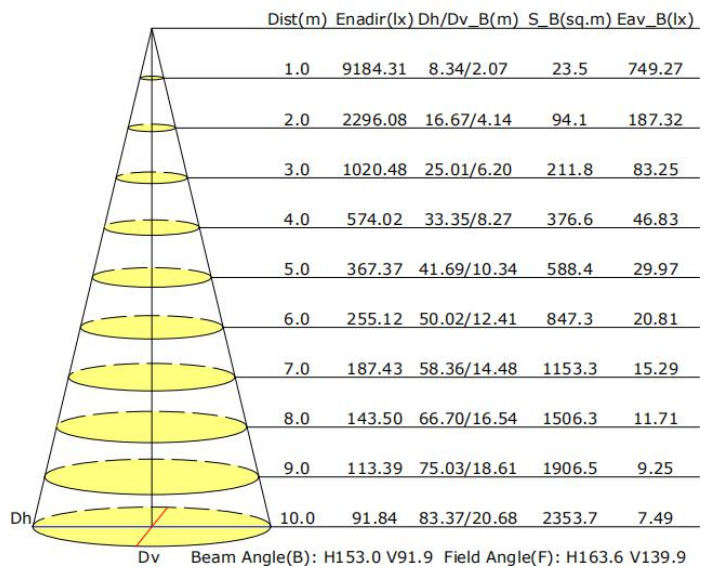 Dist(m) Enadir(lx) Dh/Dv_B(m) S_B(sq.m) Eav_B(lx)
1.0 9184.31 8.34/2.07 23.5 749.27
2.0 2296.08 16.67/4.14 94.1 187.32
3.0 1020.48 25.01/6.20 211.8 83.25
4.0 574.02 33.35/8.27 376.6 46.83
5.0 367.37 41.69/10.34 588.4 29.97
6.0 255.12 50.02/12.41 847.3 20.81
7.0 187.43 58.36/14.48 1153.3 15.29
8.0 143.50 66.70/16.54 1506.3 11.71
9.0 113.39 75.03/18.61 1906.5 9.25
Dh 10.0 91.84 83.37/20.68 2353.7 7.49
Dv Beam Angle(B): H153.0 V91.9 Field Angle(F): H163.6 V139.9